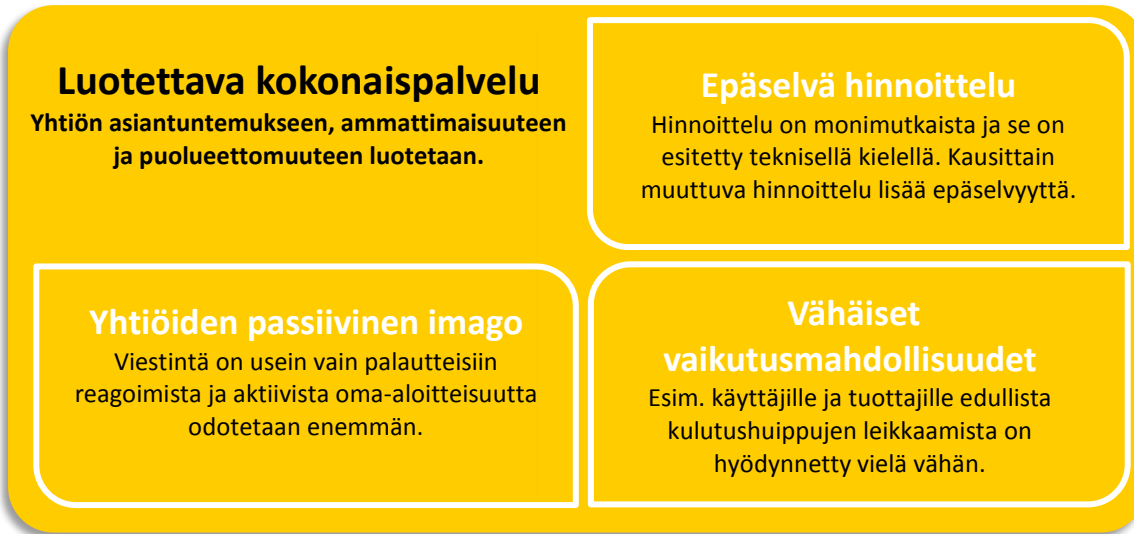 Luotettava kokonaispalvelu
Yhtiön asiantuntemukseen, ammattimaisuuteen
ja puolueettomuuteen luotetaan.
Epäselvä hinnoittelu
Hinnoittelu on monimutkaista ja se on
esitetty teknisellä kielellä. Kausittain
muuttuva hinnoittelu lisää epäselvyyttä.
Yhtiöiden passiivinen imago
Viestintä on usein vain palautteisiin
reagoimista ja aktiivista oma-aloitteisuutta
odotetaan enemmän.
Vähäiset
vaikutusmahdollisuudet
Esim. käyttäjille ja tuottajille edullista
kulutushuippujen leikkaamista on
hyödynnetty vielä vähän.